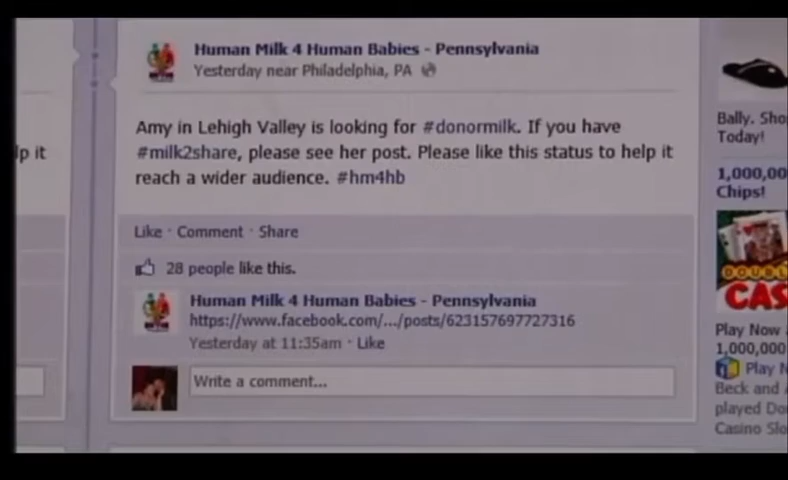 Human Milk 4 Human Babies - Pennsylvania
Yesterday near Philadelphia, PA
lp it
Amy in Lehigh Valley is looking for #donormilk. If you have
#milk2share, please see her post. Please like this status to help it
reach a wider audience. #hm4hb
Like · Comment · Share
28 people like this.
Human Milk 4 Human Babies - Pennsylvania
https://www.facebook.com/.../posts/623157697727316
Yesterday at 11:35am · Like
Write a comment...
Bally. Sho
Today!
1,000,00
Chips!
DOUBL
CAS
Play Now
1,000,000
Play N
Beck and
played Do
Casino Slo